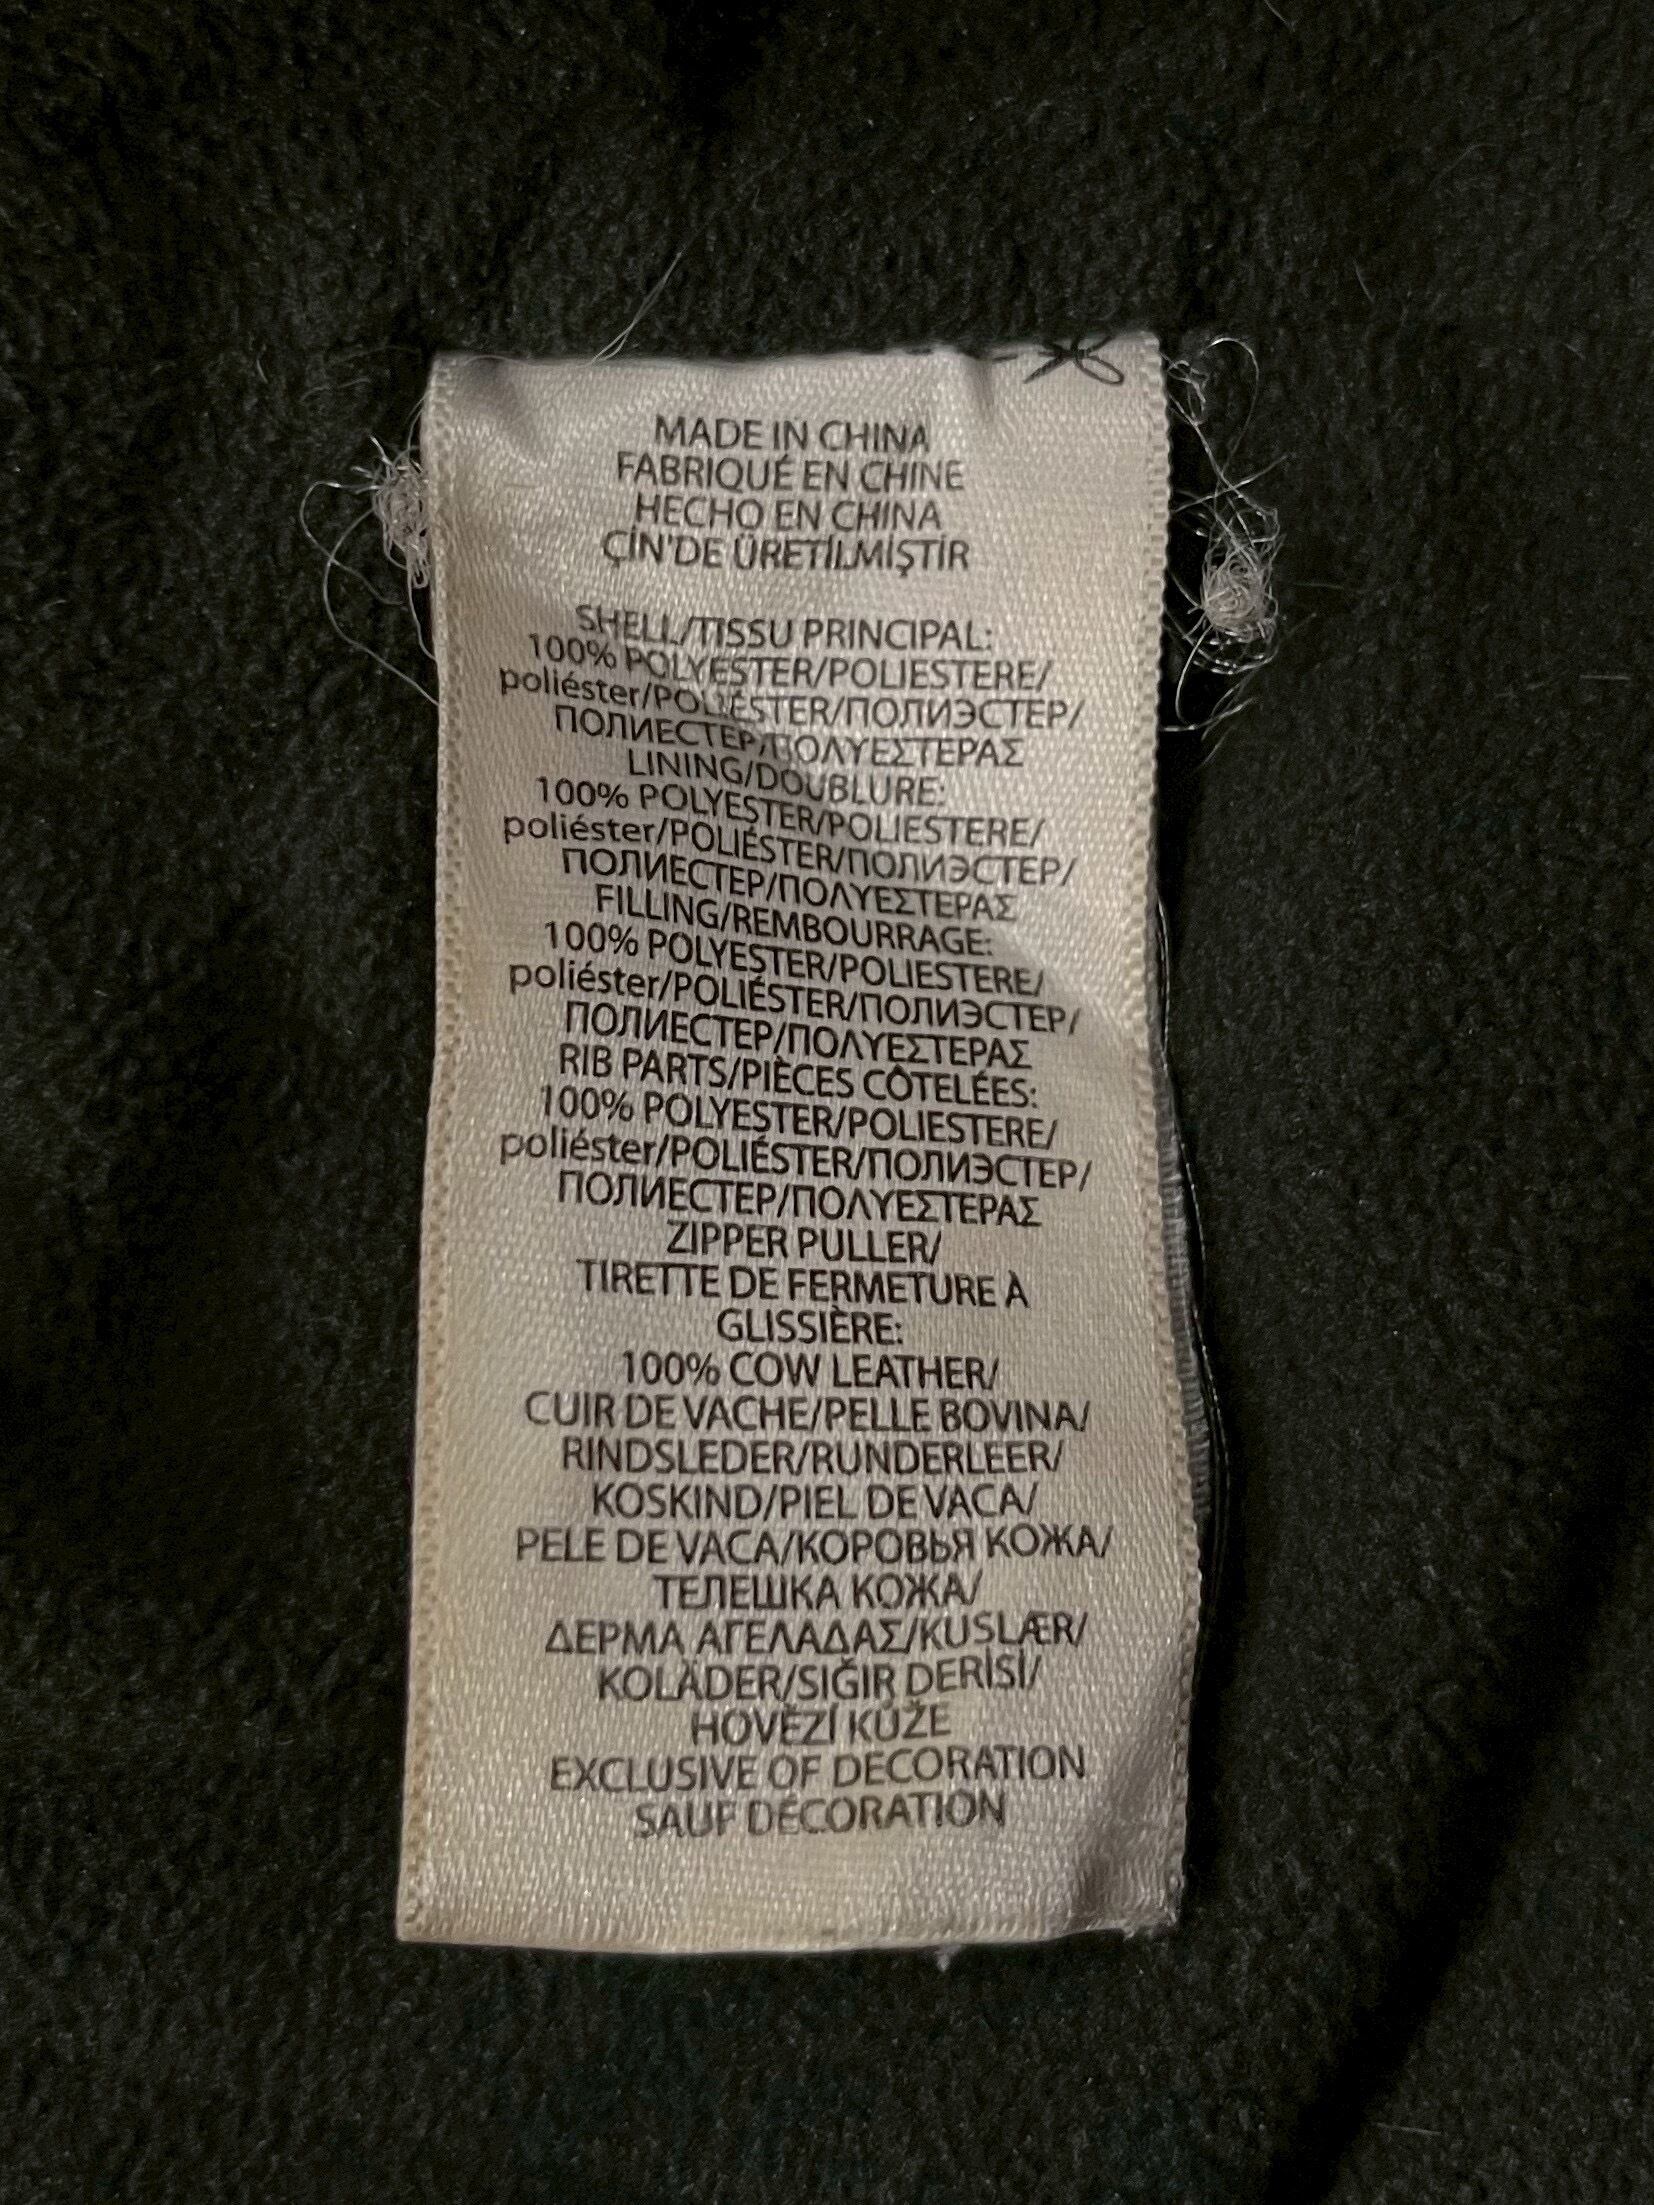 MADE IN CHINA
FABRIQUÉ EN CHINE
HECHO EN CHINA
ÇİN'DE ÜRETİLMİŞTİR
SHELL/TISSU PRINCIPAL:
100% POLYESTER/POLIESTERE/
poliéster/POLIÉSTER/ПОЛИЭСТЕР/
ПОЛИЕСТЕР/ΠΟΛΥΕΣΤΕΡΑΣ
LINING/DOUBLURE:
100% POLYESTER/POLIESTERE/
poliéster/POLIÉSTER/ПОЛИЭСТЕР/
ПОЛИЕСТЕР/ΠΟΛΥΕΣΤΕΡΑΣ
FILLING/REMBOURRAGE:
100% POLYESTER/POLIESTERE/
poliéster/POLIÉSTER/ПОЛИЭСТЕР/
ПОЛИЕСТЕР/ΠΟΛΥΕΣΤΕΡΑΣ
RIB PARTS/PIÈCES CÔTELÉES:
100% POLYESTER/POLIESTERE/
poliéster/POLIÉSTER/ПОЛИЭСТЕР/
ПОЛИЕСТЕР/ΠΟΛΥΕΣΤΕΡΑΣ
ZIPPER PULLER/
TIRETTE DE FERMETURE À
GLISSIÈRE:
100% COW LEATHER/
CUIR DE VACHE/PELLE BOVINA/
RINDSLEDER/RUNDERLEER/
KOSKIND/PIEL DE VACA/
PELE DE VACA/КОРОВЬЯ КОЖА/
ТЕЛЕШКА КОЖА/
ΔΕΡΜΑ ΑΓΕΛΑΔΑΣ/KUSLÆR/
KOLÄDER/SIĞIR DERİSİ/
HOVĚZÍ KŮŽE
EXCLUSIVE OF DECORATION
SAUF DÉCORATION